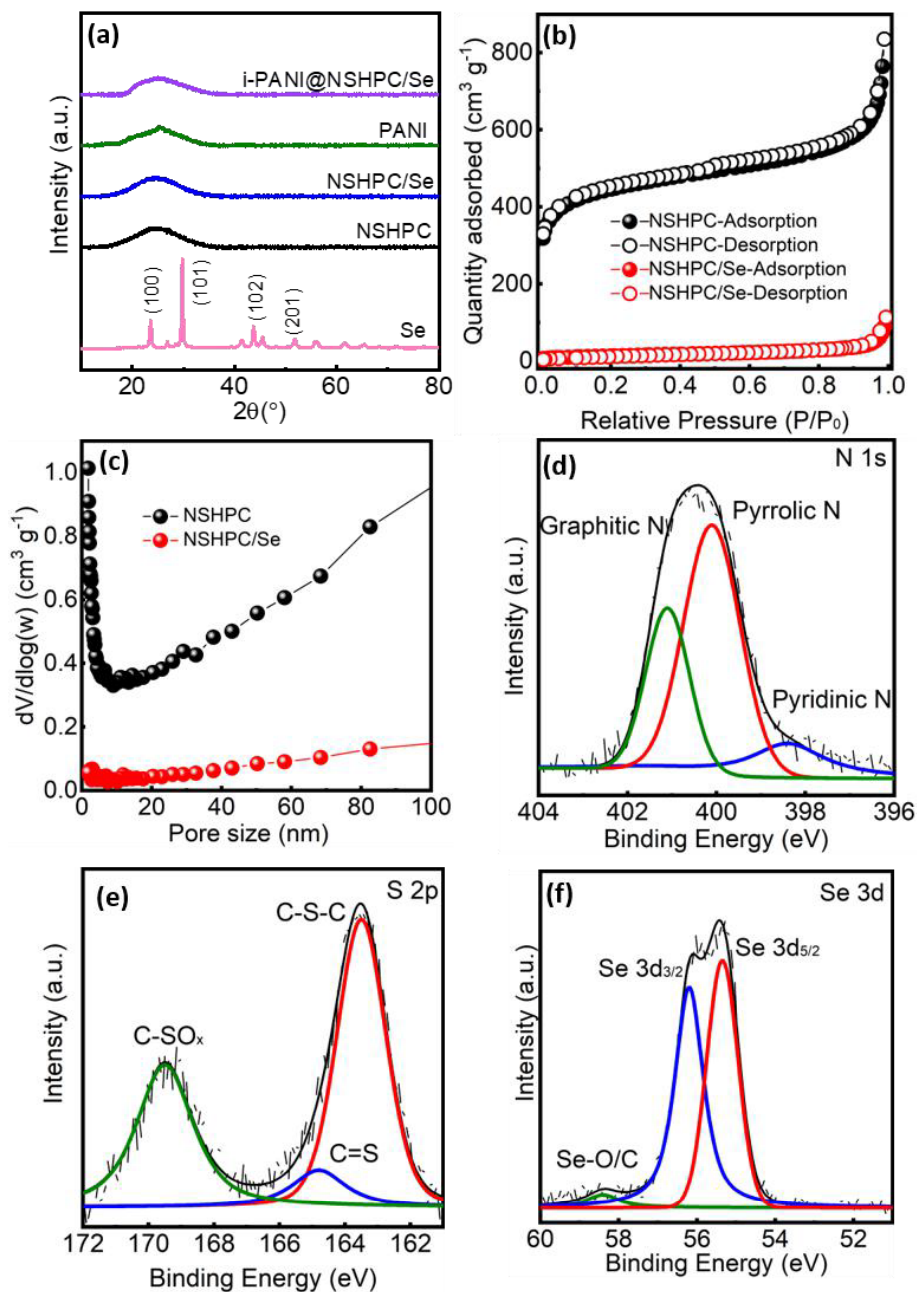 (a)
i-PANI@NSHPC/Se
PANI
NSHPC/Se
NSHPC
(100)
(101)
(102)
(201)
Se
Intensity (a.u.)
20 40 60 80
2θ(°)
(b)
800
600
400
200
0
Quantity adsorbed (cm³ g⁻¹)
NSHPC-Adsorption
NSHPC-Desorption
NSHPC/Se-Adsorption
NSHPC/Se-Desorption
0.0 0.2 0.4 0.6 0.8 1.0
Relative Pressure (P/P₀)
(c)
1.0
0.8
0.6
0.4
0.2
0.0
dV/dlog(w) (cm³ g⁻¹)
NSHPC
NSHPC/Se
0 20 40 60 80 100
Pore size (nm)
(d)
N 1s
Graphitic N
Pyrrolic N
Pyridinic N
Intensity (a.u.)
404 402 400 398 396
Binding Energy (eV)
(e)
S 2p
C-S-C
C-SOₓ
C=S
Intensity (a.u.)
172 170 168 166 164 162
Binding Energy (eV)
(f)
Se 3d
Se 3d₅/₂
Se 3d₃/₂
Se-O/C
Intensity (a.u.)
60 58 56 54 52
Binding Energy (eV)